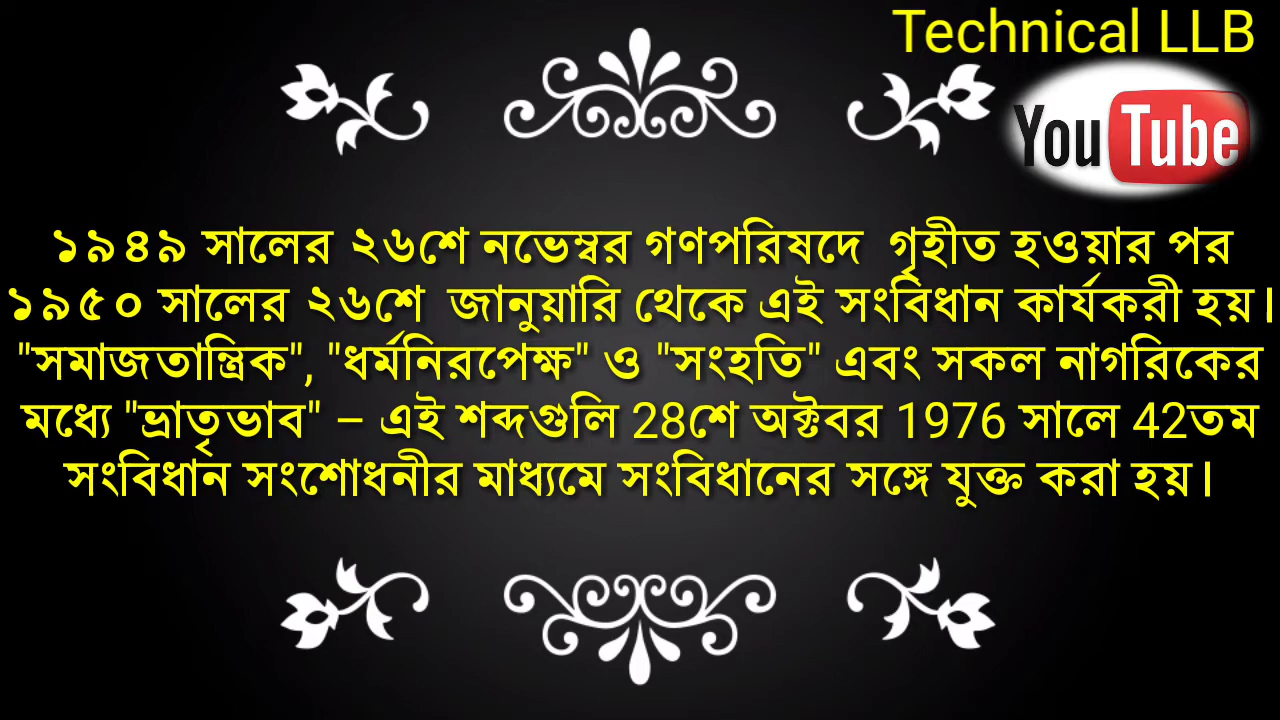 Technical LLB
YouTube
১৯৪৯ সালের ২৬শে নভেম্বর গণপরিষদে গৃহীত হওয়ার পর
১৯৫০ সালের ২৬শে জানুয়ারি থেকে এই সংবিধান কার্যকরী হয়।
"সমাজতান্ত্রিক", "ধর্মনিরপেক্ষ" ও "সংহতি" এবং সকল নাগরিকের
মধ্যে "ভ্রাতৃভাব" – এই শব্দগুলি 28শে অক্টবর 1976 সালে 42তম
সংবিধান সংশোধনীর মাধ্যমে সংবিধানের সঙ্গে যুক্ত করা হয়।